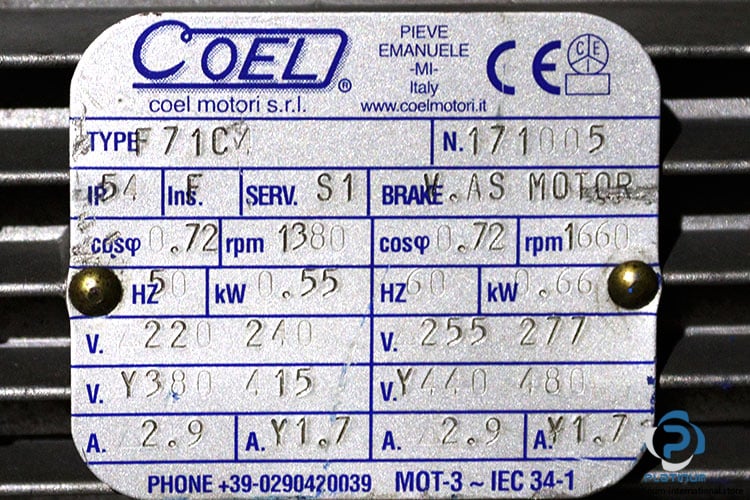 COEL ®
coel motori s.r.l.
PIEVE
EMANUELE
-MI-
Italy
www.coelmotori.it
CE
TYPE F71C N. 171005
IP 54 Ins. F SERV. S1 BRAKE V.AS MOTOR
cosφ 0.72 rpm 1380 cosφ 0.72 rpm 1660
HZ 50 kW 0.55 HZ 60 kW 0.66
V. 220 240 V. 255 277
V. Y380 415 V. Y440 480
A. 2.9 A. Y1.7 A. 2.9 A. Y1.7
PHONE +39-0290420039 MOT-3 ~ IEC 34-1
PLATINUM